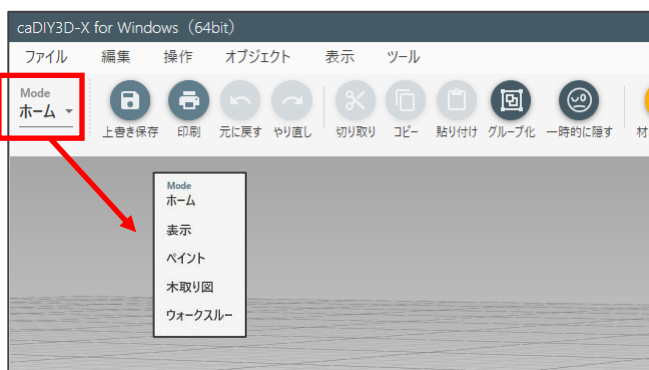 caDIY3D-X for Windows（64bit）
ファイル 編集 操作 オブジェクト 表示 ツール
Mode
ホーム
上書き保存 印刷 元に戻す やり直し 切り取り コピー 貼り付け グループ化 一時的に隠す 材
Mode
ホーム
表示
ペイント
木取り図
ウォークスルー